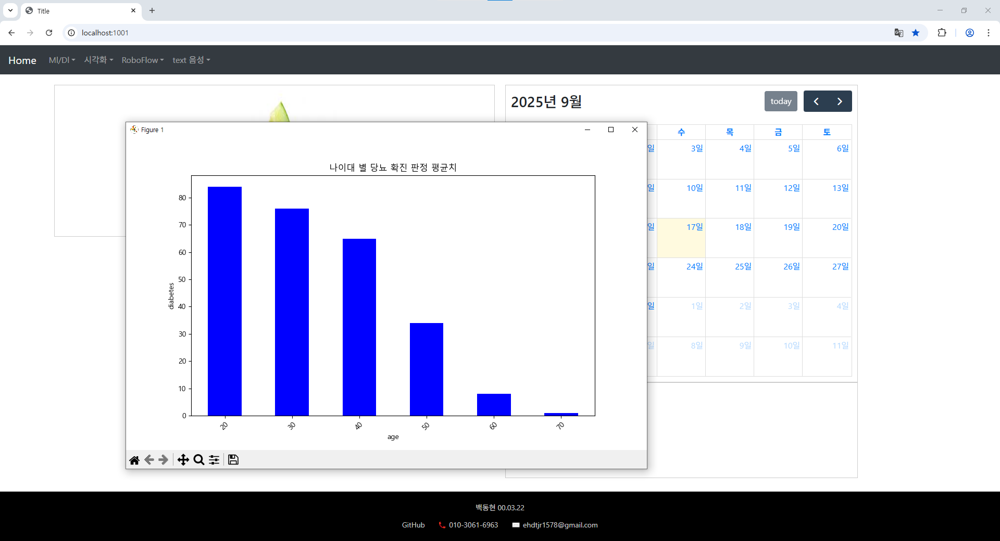 Title
localhost:1001
Home Ml/Dl 시각화 RoboFlow text 음성
2025년 9월
today
Figure 1
수 목 금 토
일 3일 4일 5일 6일
일 10일 11일 12일 13일
일 17일 18일 19일 20일
일 24일 25일 26일 27일
일 1일 2일 3일 4일
일 8일 9일 10일 11일
나이대 별 당뇨 확진 판정 평균치
80
70
60
50
40
30
20
10
0
diabetes
20 30 40 50 60 70
age
백동현 00.03.22
GitHub 010-3061-6963 ehdtjr1578@gmail.com